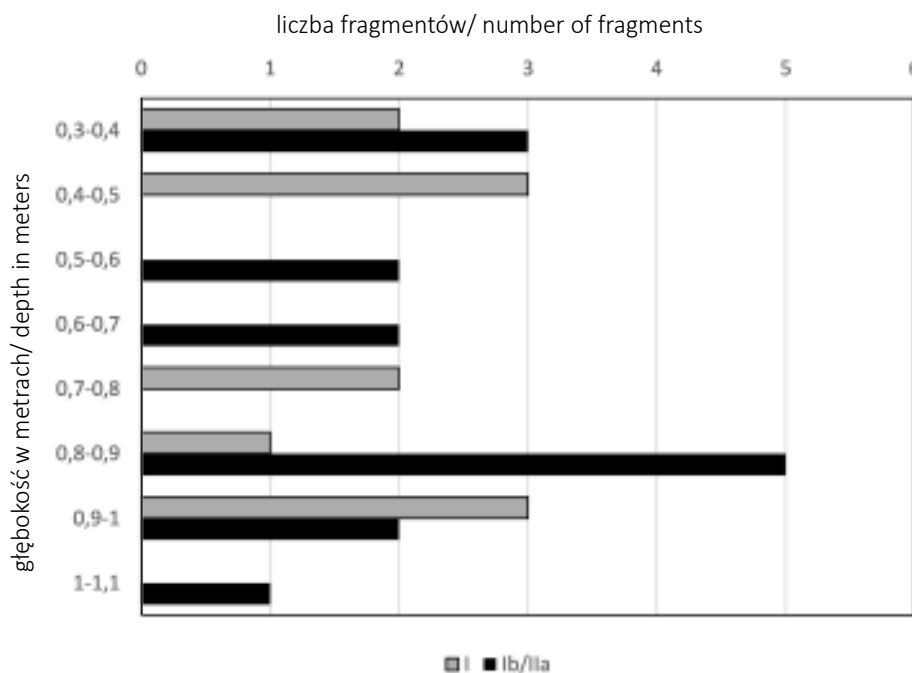 liczba fragmentów/ number of fragments
0 1 2 3 4 5 6
głębokość w metrach/ depth in meters
0,3-0,4
0,4-0,5
0,5-0,6
0,6-0,7
0,7-0,8
0,8-0,9
0,9-1
1-1,1
I Ib/IIa